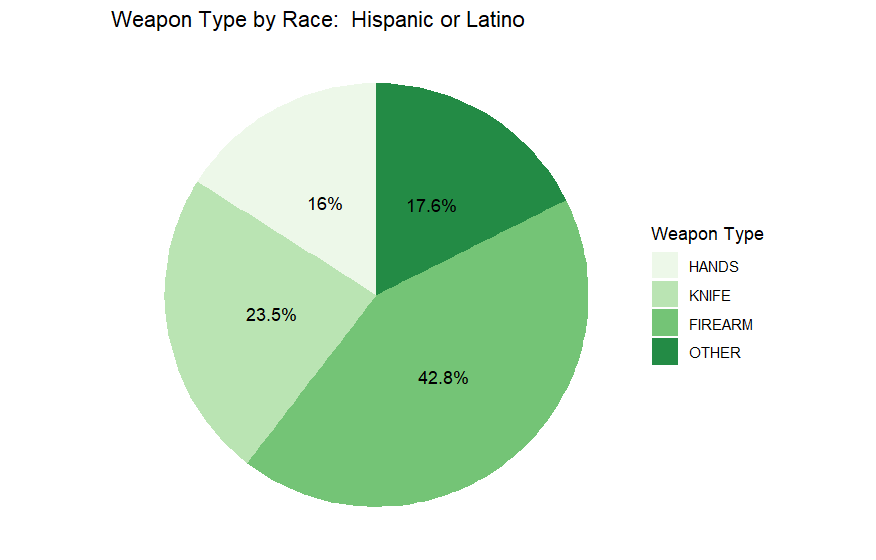 Weapon Type by Race:  Hispanic or Latino
16%
17.6%
23.5%
42.8%
Weapon Type
HANDS
KNIFE
FIREARM
OTHER